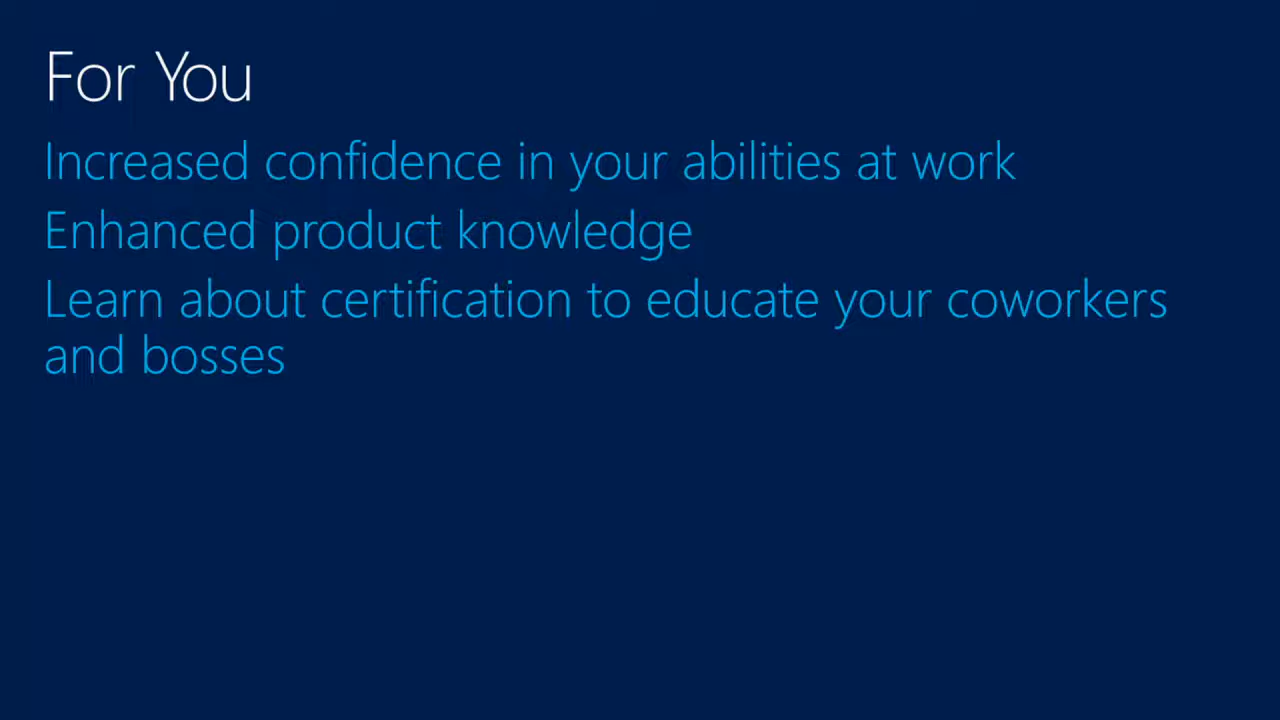 For You
Increased confidence in your abilities at work
Enhanced product knowledge
Learn about certification to educate your coworkers
and bosses